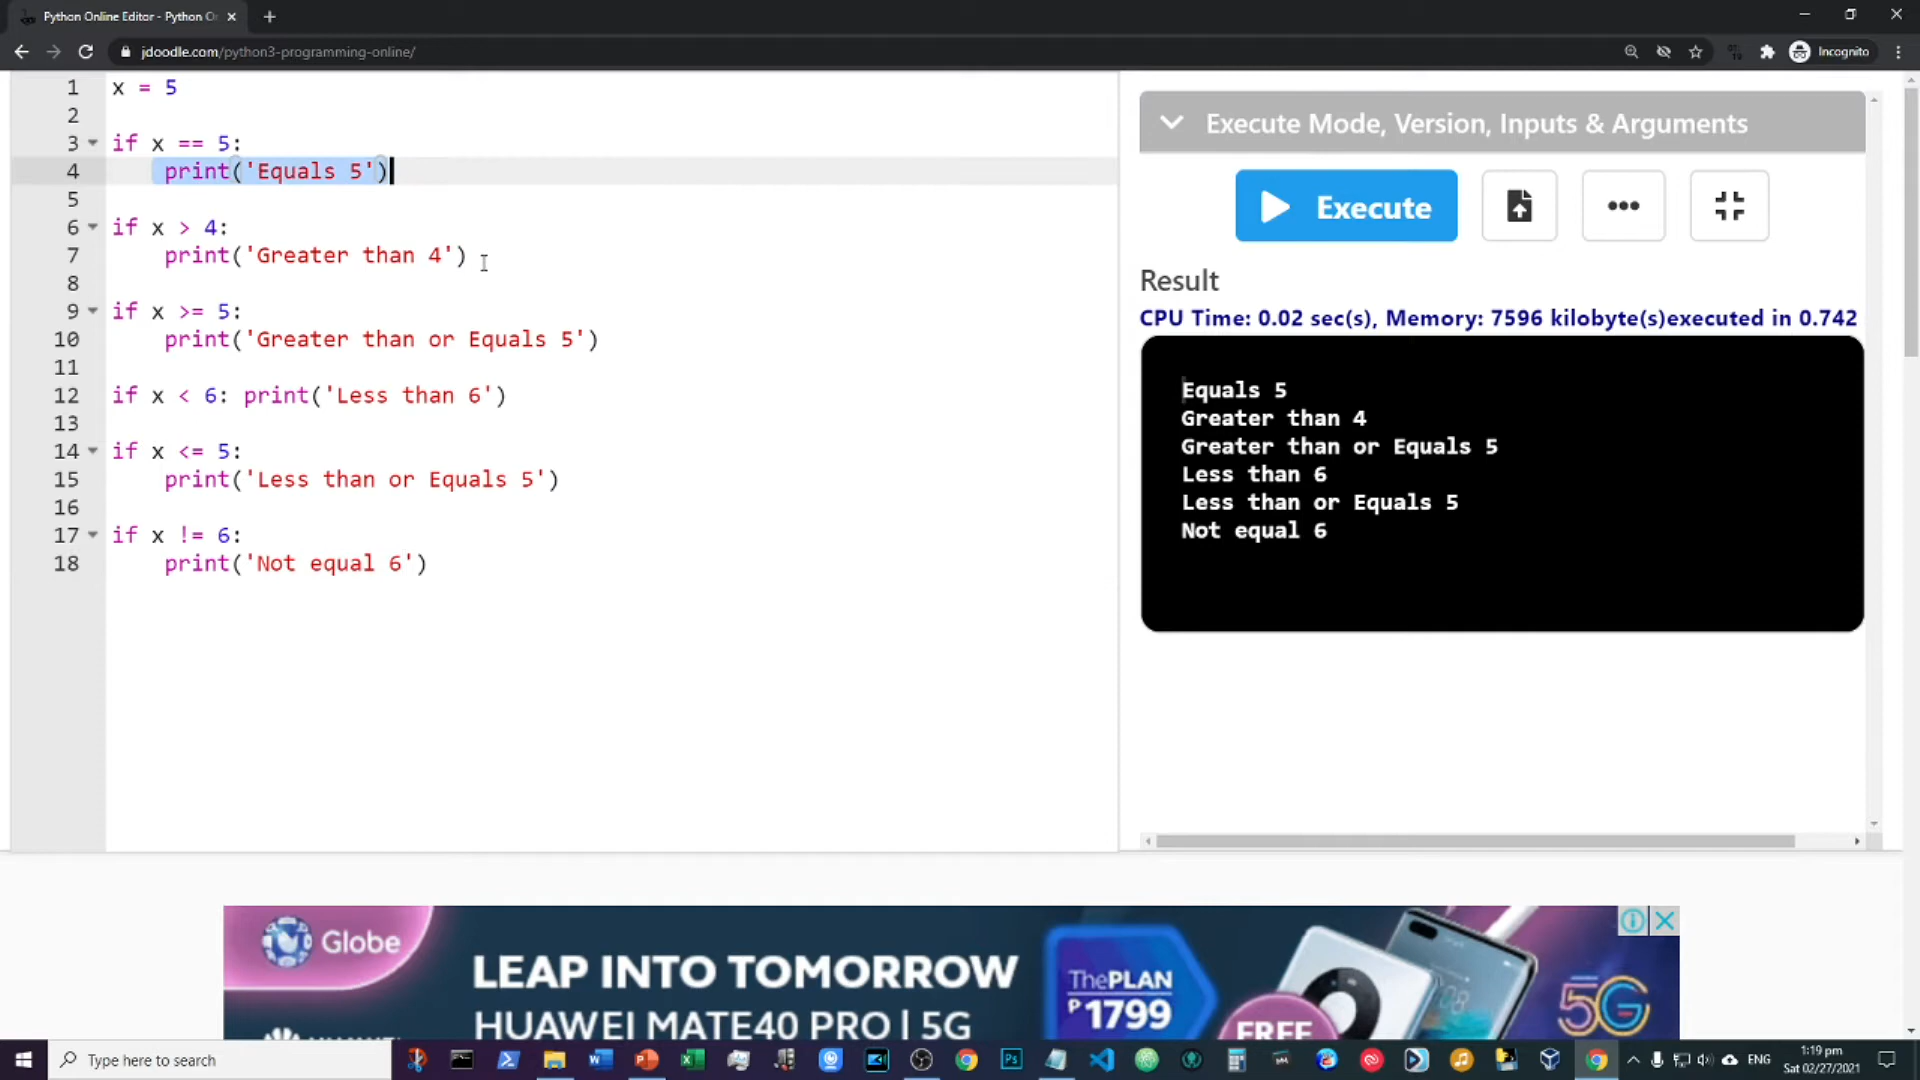 Python Online Editor - Python O
jdoodle.com/python3-programming-online/
Incognito
1 x = 5
2
3 if x == 5:
4 print('Equals 5')
5
6 if x > 4:
7 print('Greater than 4')
8
9 if x >= 5:
10 print('Greater than or Equals 5')
11
12 if x < 6: print('Less than 6')
13
14 if x <= 5:
15 print('Less than or Equals 5')
16
17 if x != 6:
18 print('Not equal 6')
Execute Mode, Version, Inputs & Arguments
Execute
Result
CPU Time: 0.02 sec(s), Memory: 7596 kilobyte(s)executed in 0.742
Equals 5
Greater than 4
Greater than or Equals 5
Less than 6
Less than or Equals 5
Not equal 6
Globe
LEAP INTO TOMORROW
HUAWEI MATE40 PRO | 5G
ThePLAN
₱1799
FREE
5G
Type here to search
ENG
1:19 pm
Sat 02/27/2021